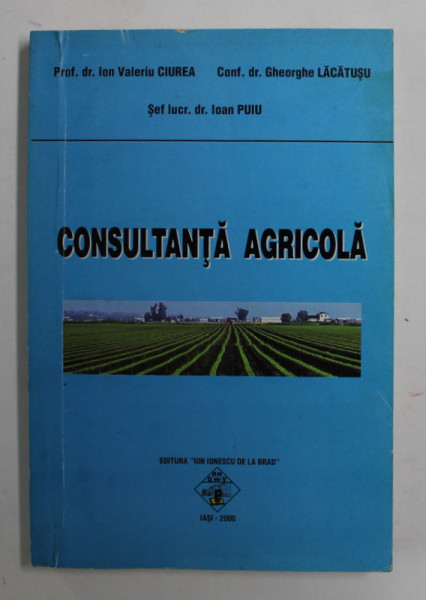 Prof. dr. Ion Valeriu CIUREA Conf. dr. Gheorghe LĂCĂTUŞU
Şef lucr. dr. Ioan PUIU
CONSULTANŢĂ AGRICOLĂ
EDITURA "ION IONESCU DE LA BRAD"
IAŞI - 2000